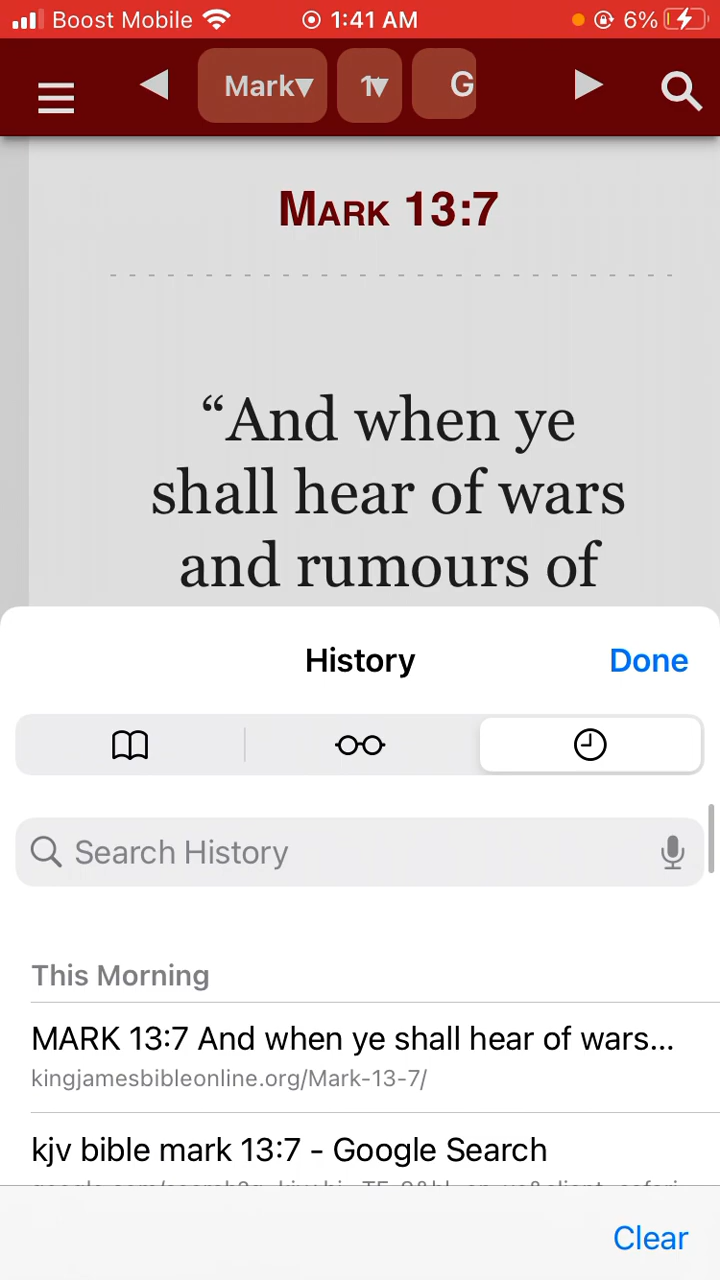 Boost Mobile 1:41 AM 6%
Mark▾ 1▾ G
MARK 13:7
“And when ye
shall hear of wars
and rumours of
History Done
Search History
This Morning
MARK 13:7 And when ye shall hear of wars...
kingjamesbibleonline.org/Mark-13-7/
kjv bible mark 13:7 - Google Search
Clear